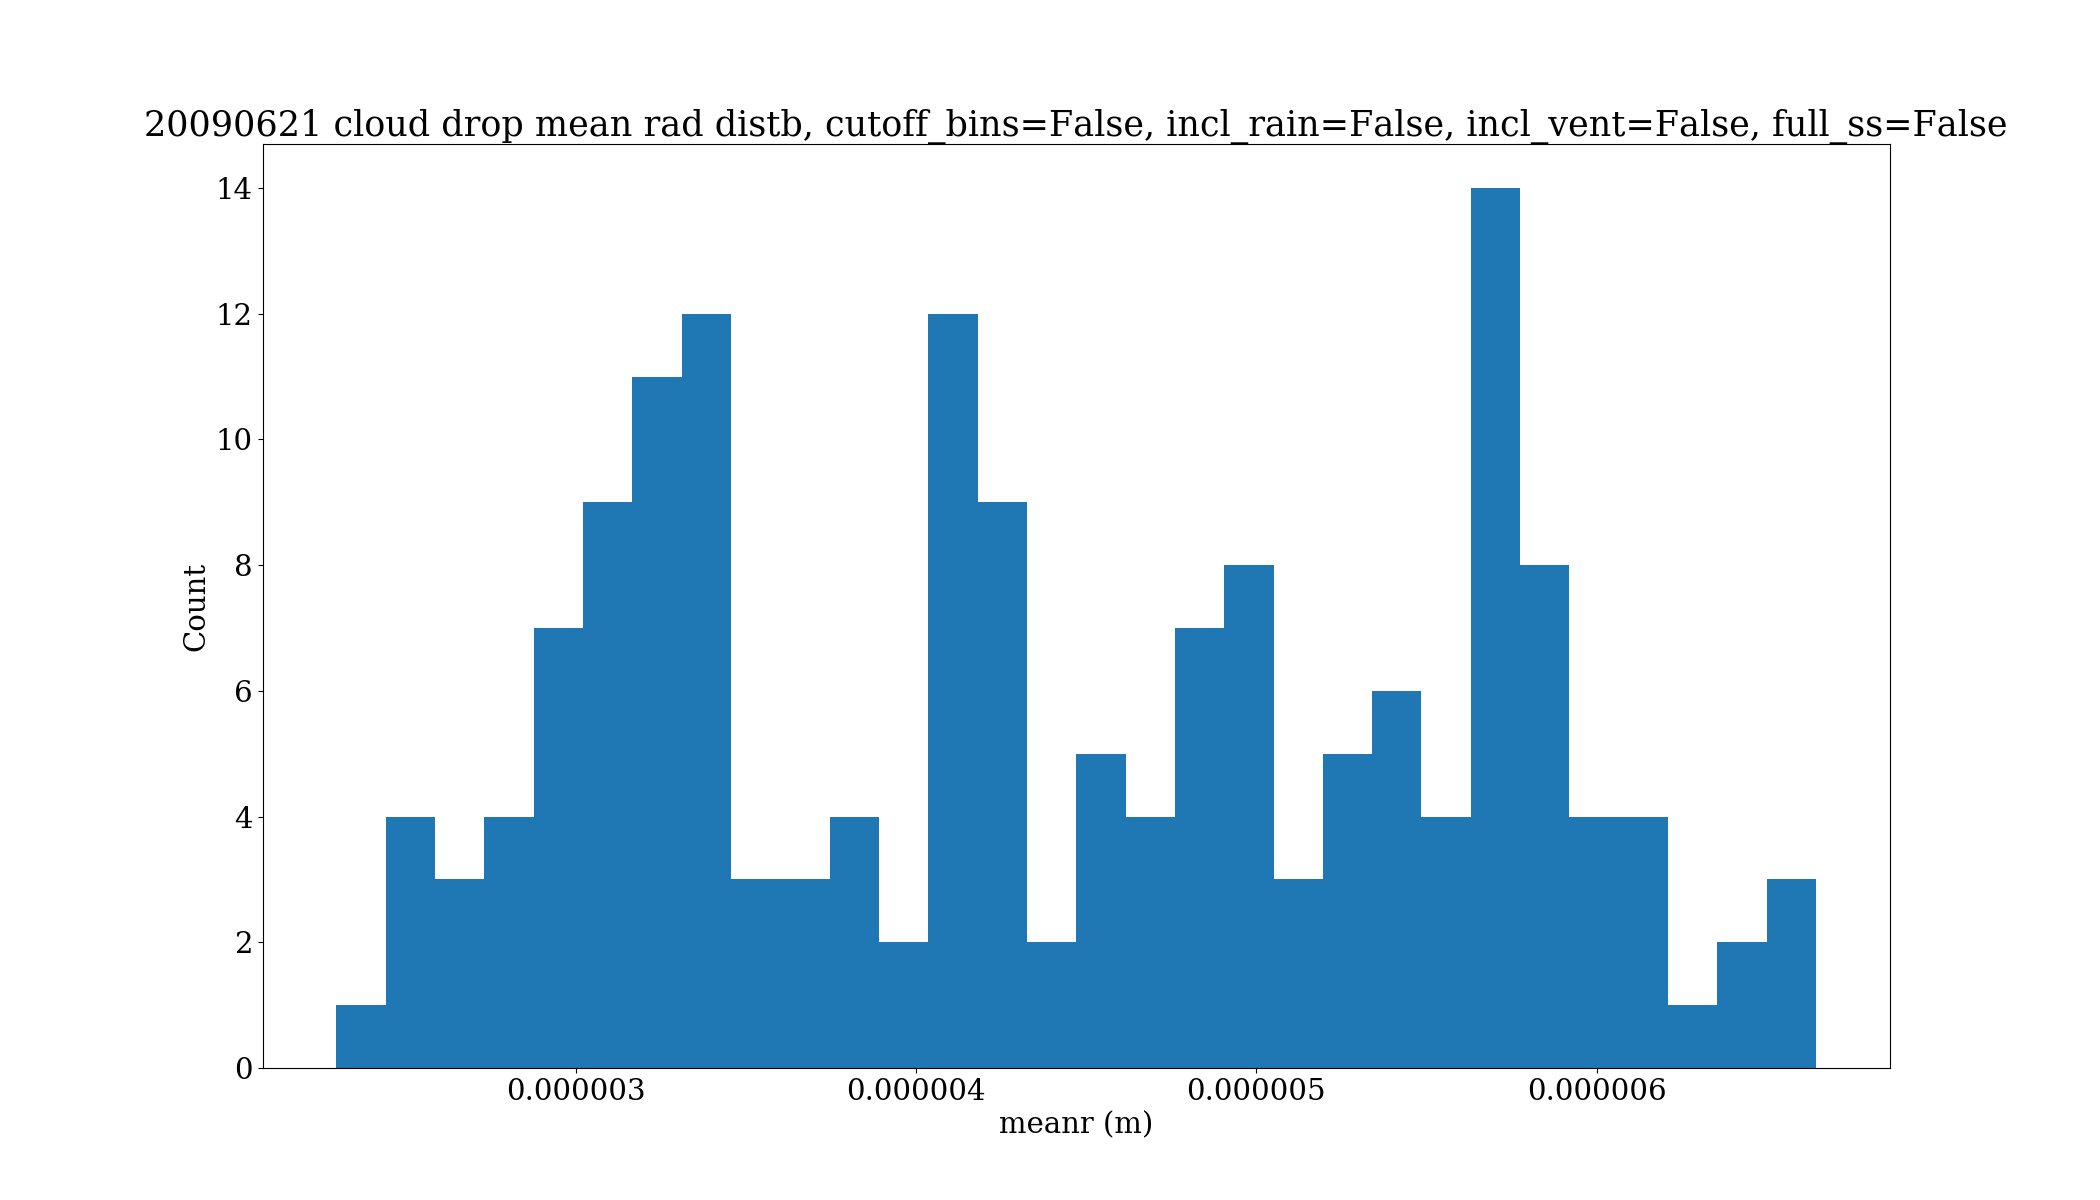 20090621 cloud drop mean rad distb, cutoff_bins=False, incl_rain=False, incl_vent=False, full_ss=False
14
12
10
8
6
4
2
0
Count
0.000003 0.000004 0.000005 0.000006
meanr (m)